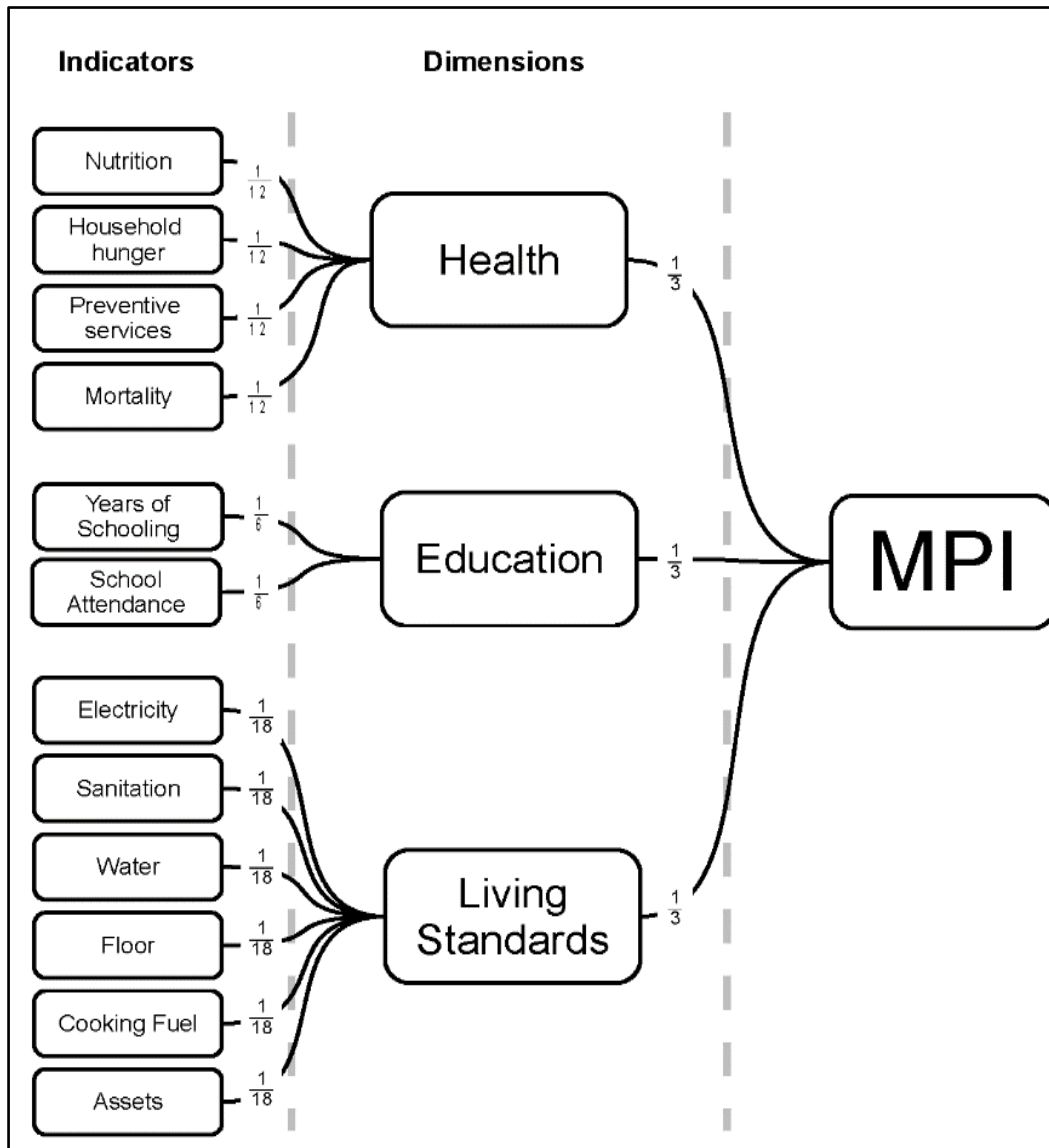 Indicators
Dimensions
Nutrition
1
12
Household
hunger
1
12
Preventive
services
1
12
Mortality
1
12
Health
1
3
Years of
Schooling
1
6
School
Attendance
1
6
Education
1
3
MPI
Electricity
1
18
Sanitation
1
18
Water
1
18
Floor
1
18
Cooking Fuel
1
18
Assets
1
18
Living
Standards
1
3